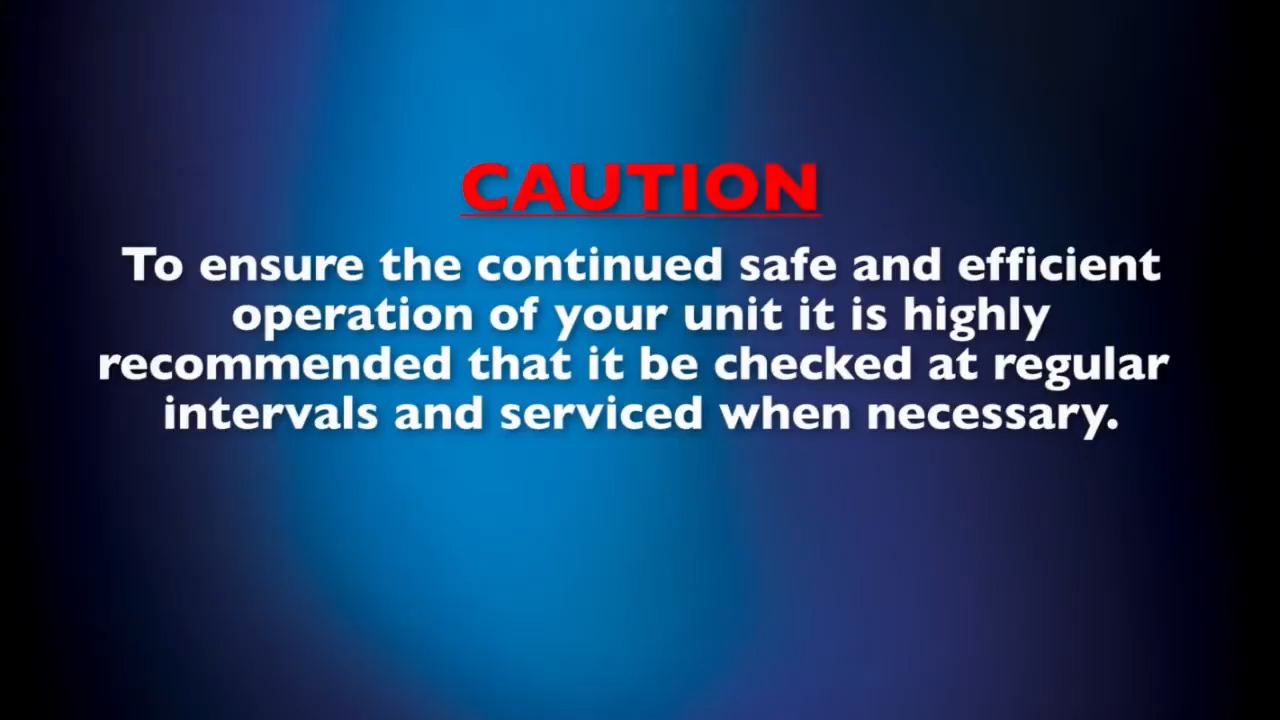 CAUTION
To ensure the continued safe and efficient
operation of your unit it is highly
recommended that it be checked at regular
intervals and serviced when necessary.